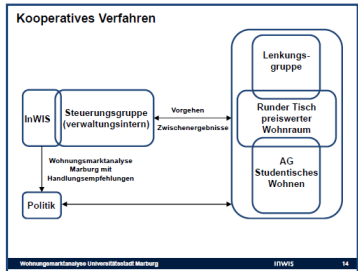 Kooperatives Verfahren
Lenkungs-
gruppe
InWIS
Steuerungsgruppe
(verwaltungsintern)
Vorgehen
Zwischenergebnisse
Runder Tisch
preiswerter
Wohnraum
Wohnungsmarktanalyse
Marburg mit
Handlungsempfehlungen
AG
Studentisches
Wohnen
Politik
Wohnungsmarktanalyse Universitätsstadt Marburg
INWIS
14